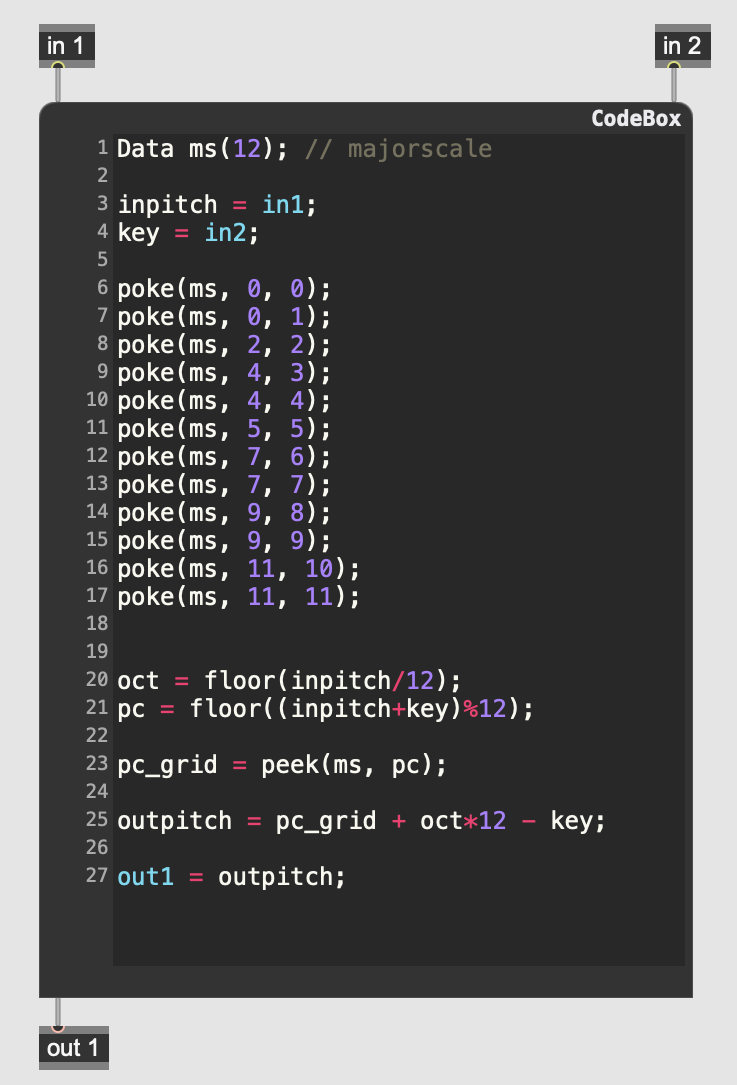 in 1
in 2
CodeBox
1 Data ms(12); // majorscale
2
3 inpitch = in1;
4 key = in2;
5
6 poke(ms, 0, 0);
7 poke(ms, 0, 1);
8 poke(ms, 2, 2);
9 poke(ms, 4, 3);
10 poke(ms, 4, 4);
11 poke(ms, 5, 5);
12 poke(ms, 7, 6);
13 poke(ms, 7, 7);
14 poke(ms, 9, 8);
15 poke(ms, 9, 9);
16 poke(ms, 11, 10);
17 poke(ms, 11, 11);
18
19
20 oct = floor(inpitch/12);
21 pc = floor((inpitch+key)%12);
22
23 pc_grid = peek(ms, pc);
24
25 outpitch = pc_grid + oct*12 - key;
26
27 out1 = outpitch;
out 1